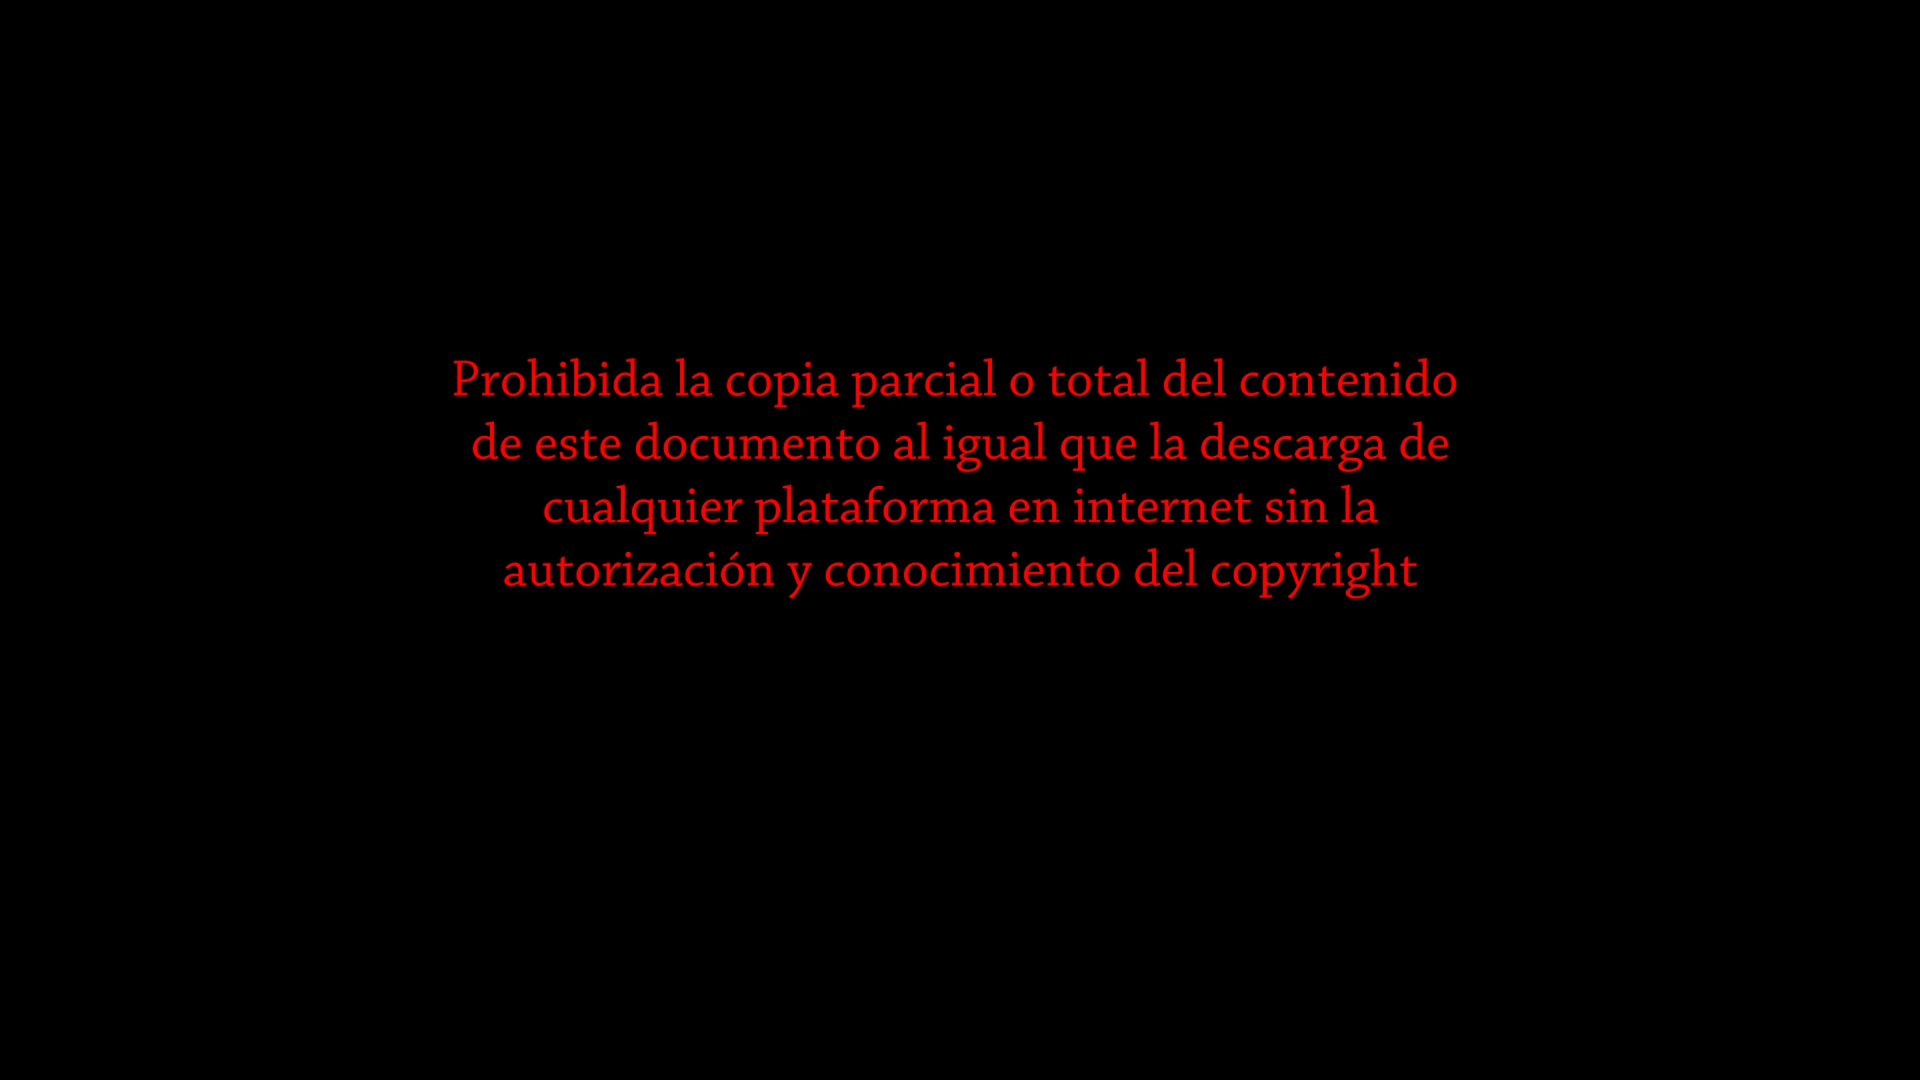 Prohibida la copia parcial o total del contenido
de este documento al igual que la descarga de
cualquier plataforma en internet sin la
autorización y conocimiento del copyright